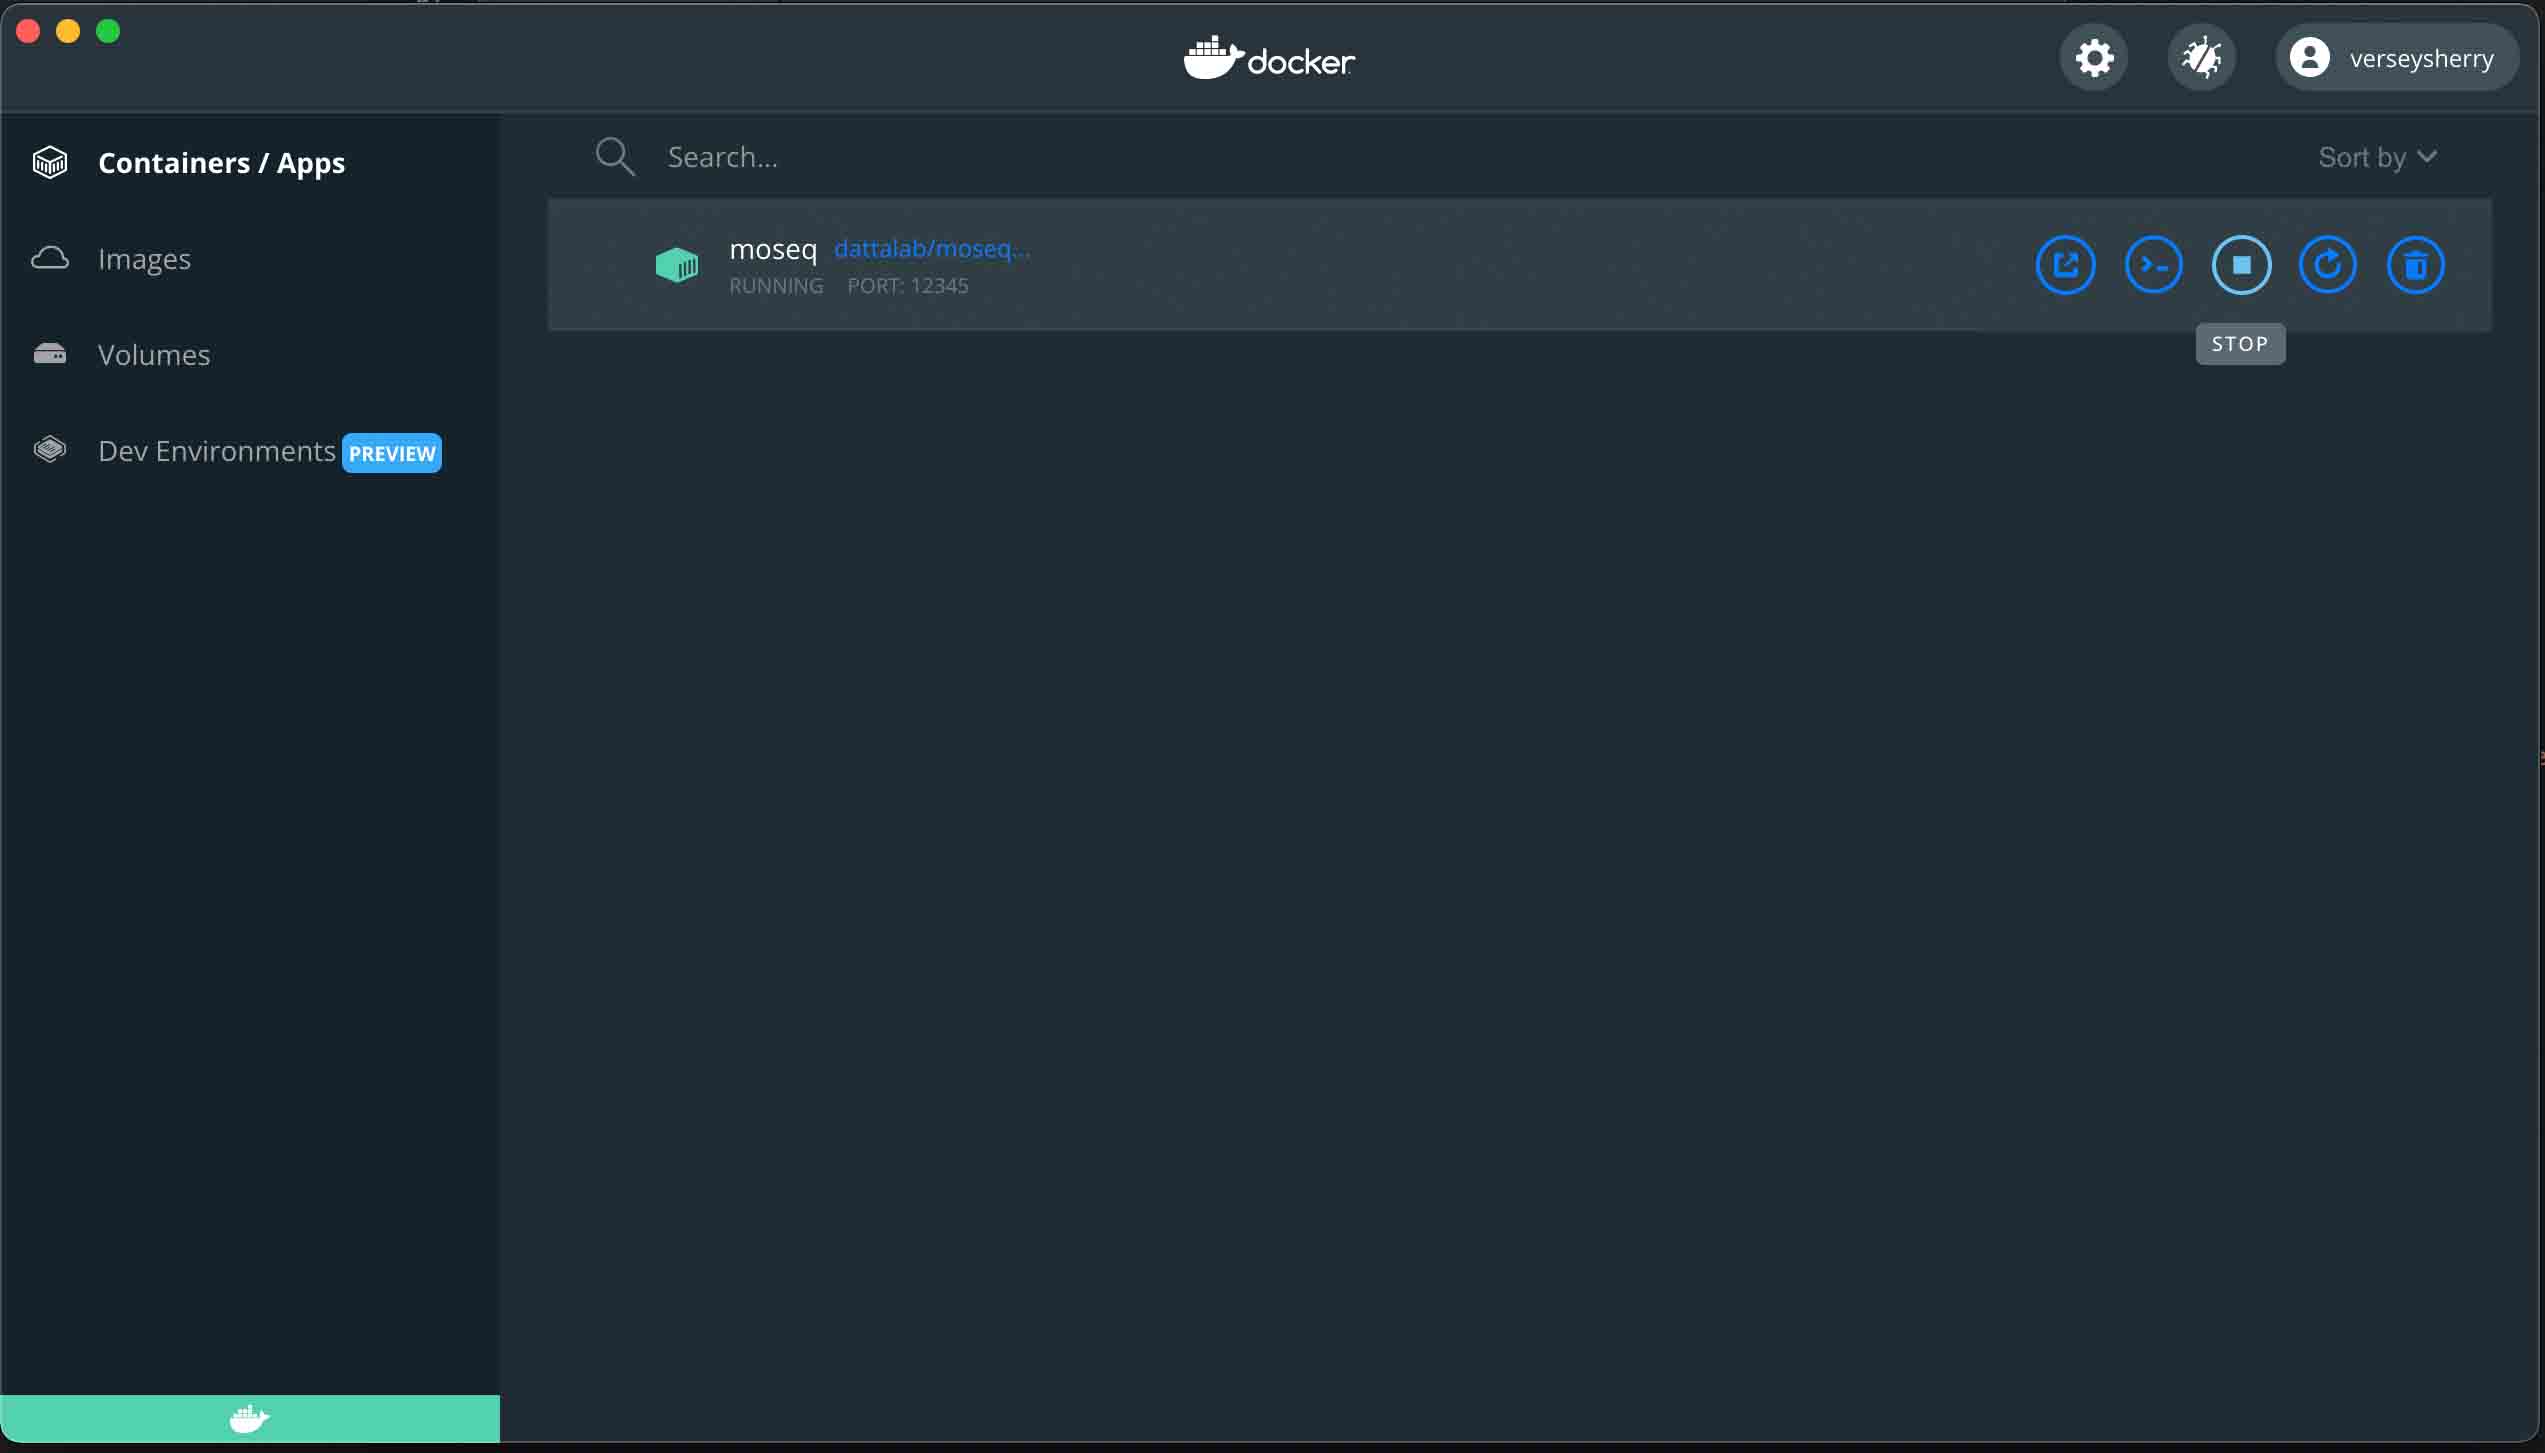 docker
verseysherry
Containers / Apps
Images
Volumes
Dev Environments PREVIEW
Search...
Sort by
moseq dattalab/moseq...
RUNNING PORT: 12345
STOP